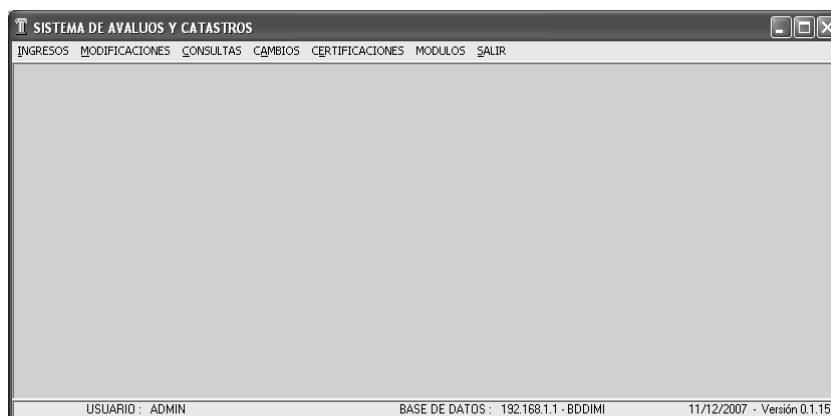 SISTEMA DE AVALUOS Y CATASTROS
INGRESOS MODIFICACIONES CONSULTAS CAMBIOS CERTIFICACIONES MODULOS SALIR
USUARIO : ADMIN BASE DE DATOS : 192.168.1.1 - BDDIMI 11/12/2007 - Versión 0.1.15